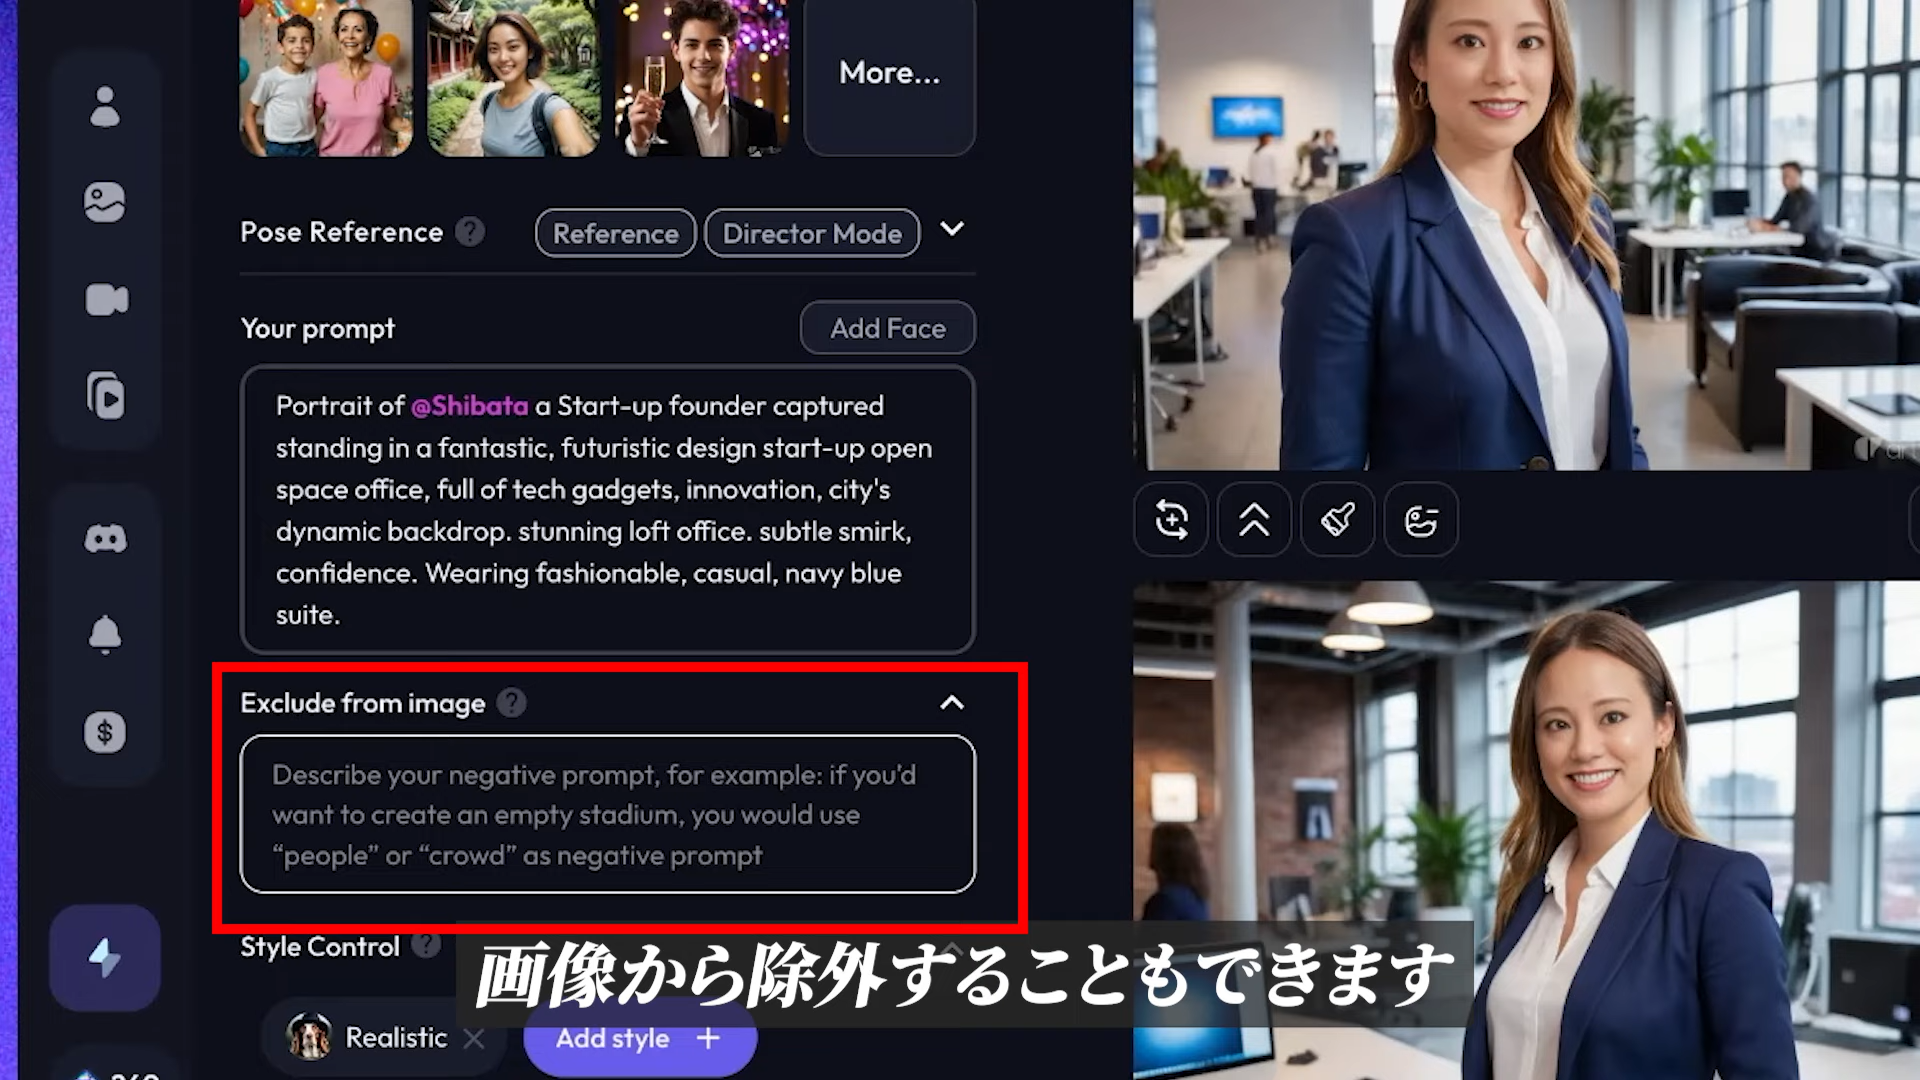 More...
Pose Reference ?
Reference
Director Mode
Your prompt
Add Face
Portrait of @Shibata a Start-up founder captured
standing in a fantastic, futuristic design start-up open
space office, full of tech gadgets, innovation, city's
dynamic backdrop. stunning loft office. subtle smirk,
confidence. Wearing fashionable, casual, navy blue
suite.
Exclude from image ?
Describe your negative prompt, for example: if you’d
want to create an empty stadium, you would use
“people” or “crowd” as negative prompt
Style Control ?
画像から除外することもできます
Realistic
Add style +
$